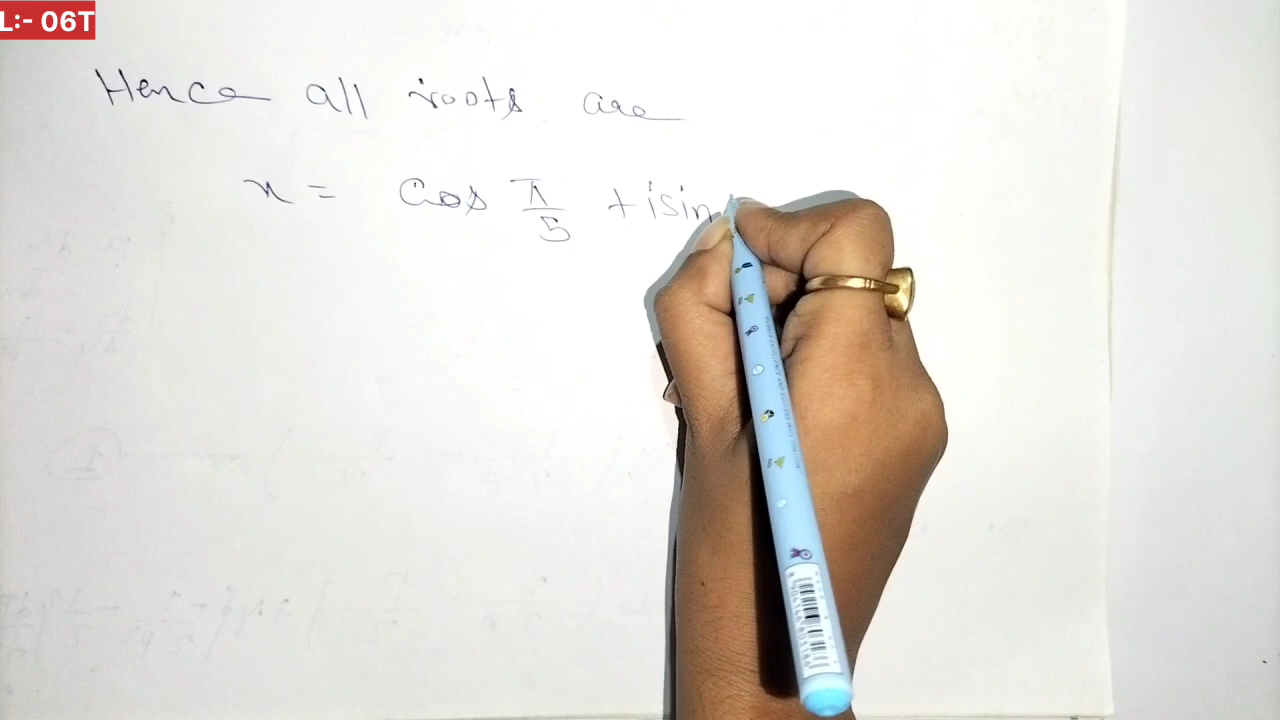 L:- 06T
Hence all roots are
x = cos π/5 + isin